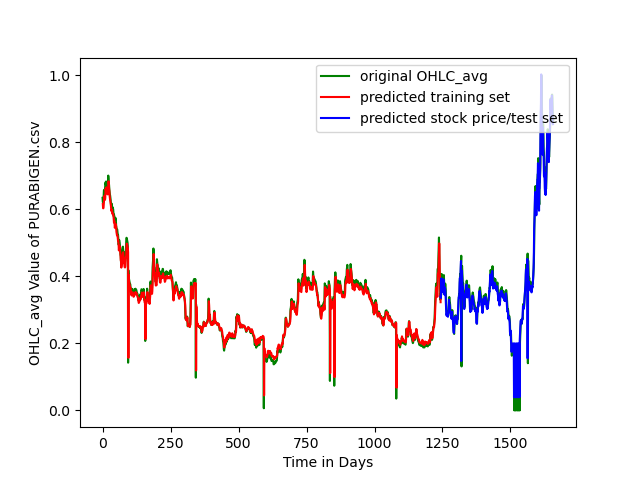 original OHLC_avg
predicted training set
predicted stock price/test set
OHLC_avg Value of PURABIGEN.csv
1.0
0.8
0.6
0.4
0.2
0.0
0 250 500 750 1000 1250 1500
Time in Days